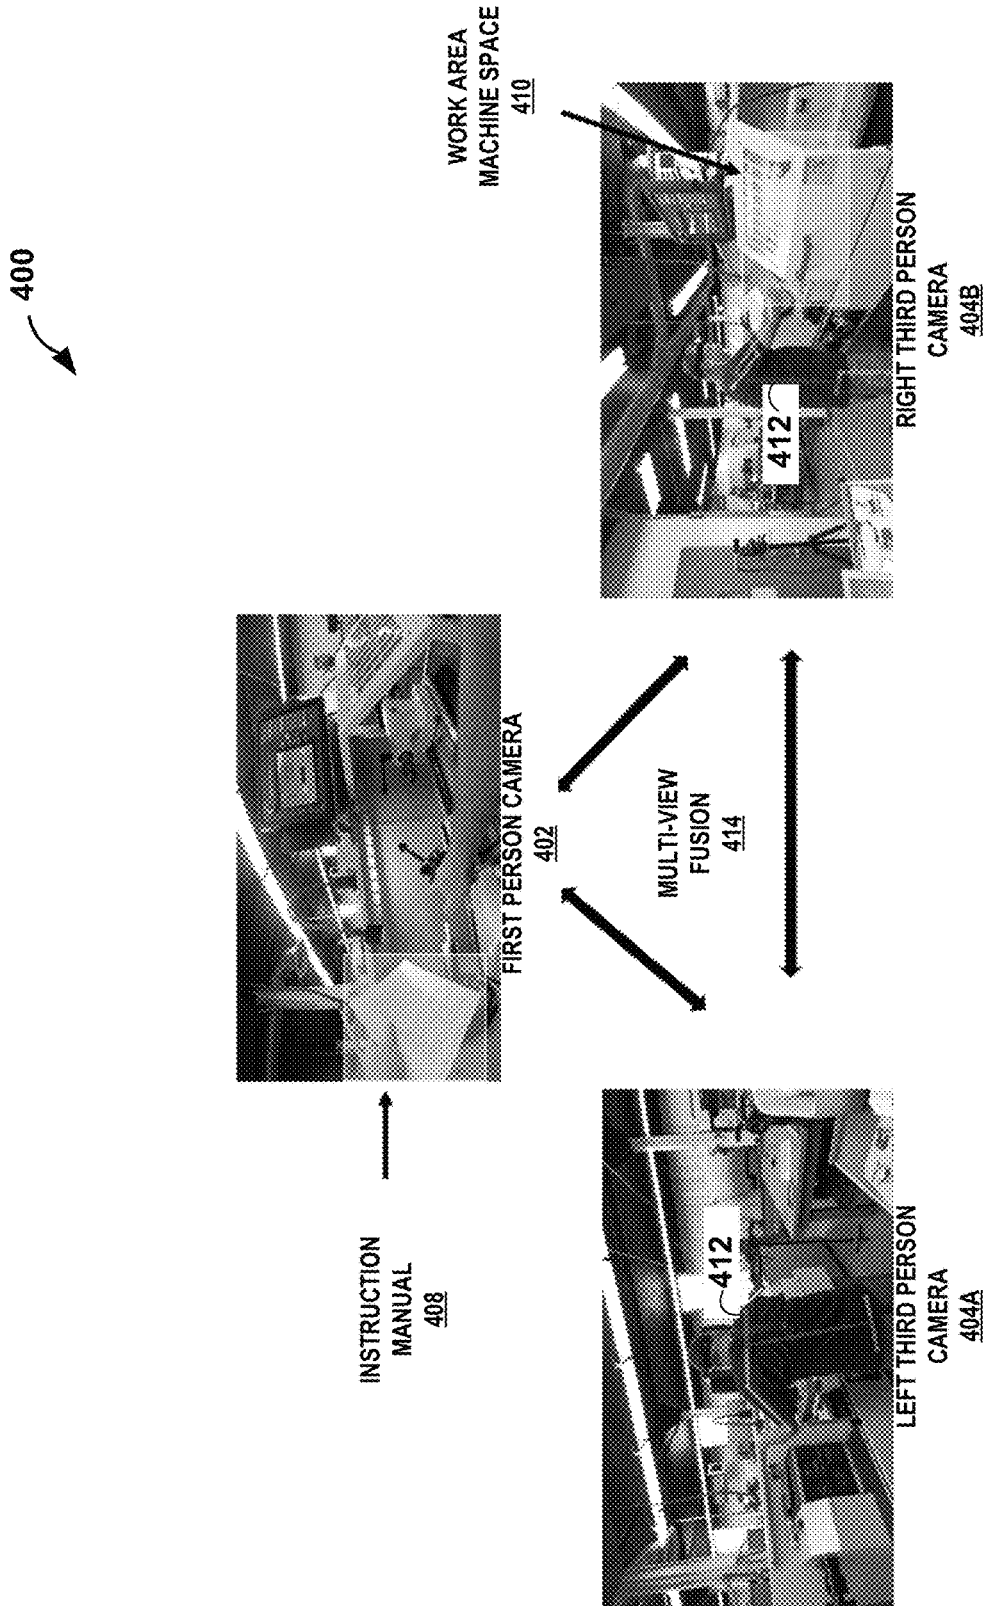 400
WORK AREA
MACHINE SPACE
410
INSTRUCTION
MANUAL
408
FIRST PERSON CAMERA
402
MULTI-VIEW
FUSION
414
412
LEFT THIRD PERSON
CAMERA
404A
412
RIGHT THIRD PERSON
CAMERA
404B